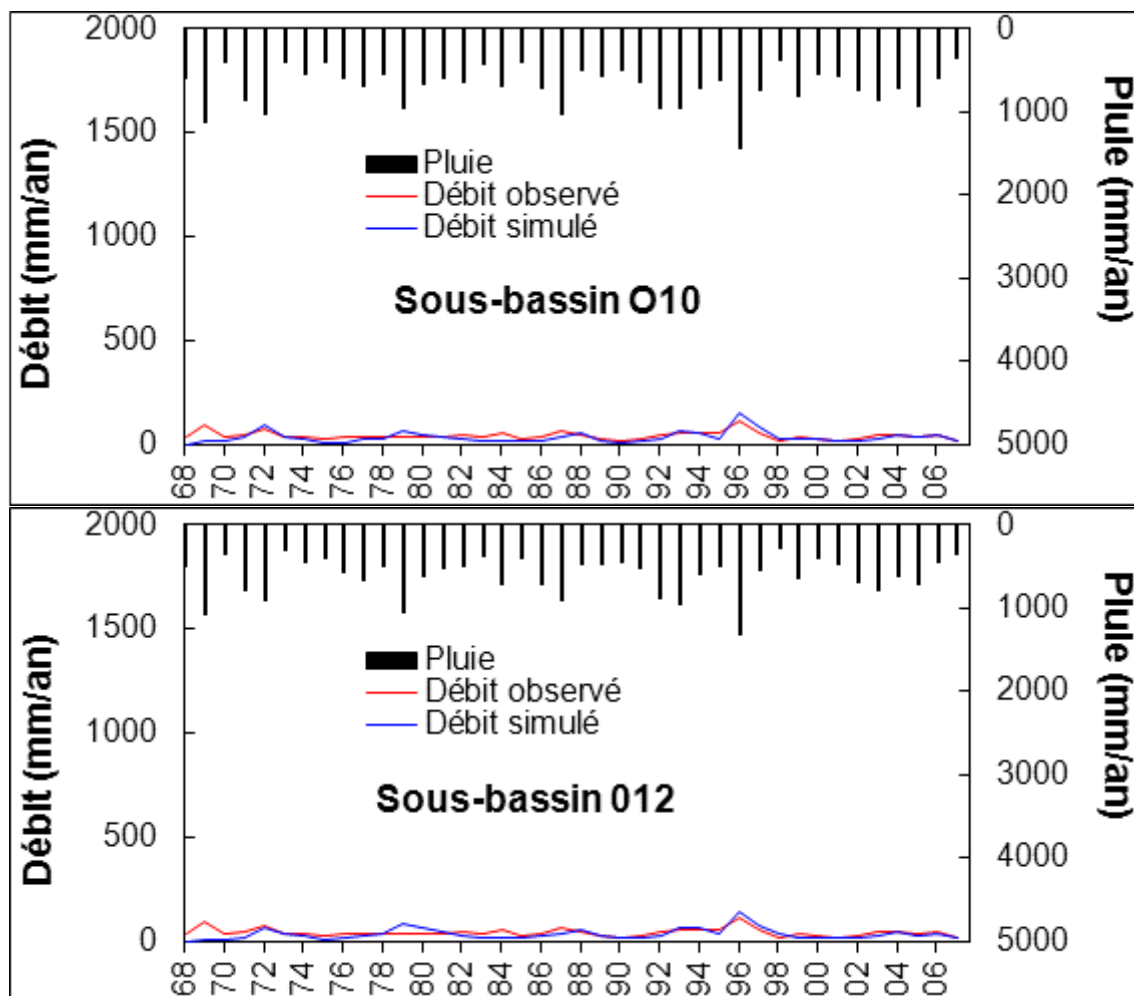 2000
1500
1000
500
0
Déblt (mm/an)
0
1000
2000
3000
4000
5000
Plule (mm/an)
Pluie
Débit observé
Débit simulé
Sous-bassin O10
68 70 72 74 76 78 80 82 84 86 88 90 92 94 96 98 00 02 04 06
2000
1500
1000
500
0
Déblt (mm/an)
0
1000
2000
3000
4000
5000
Plule (mm/an)
Pluie
Débit observé
Débit simulé
Sous-bassin 012
68 70 72 74 76 78 80 82 84 86 88 90 92 94 96 98 00 02 04 06